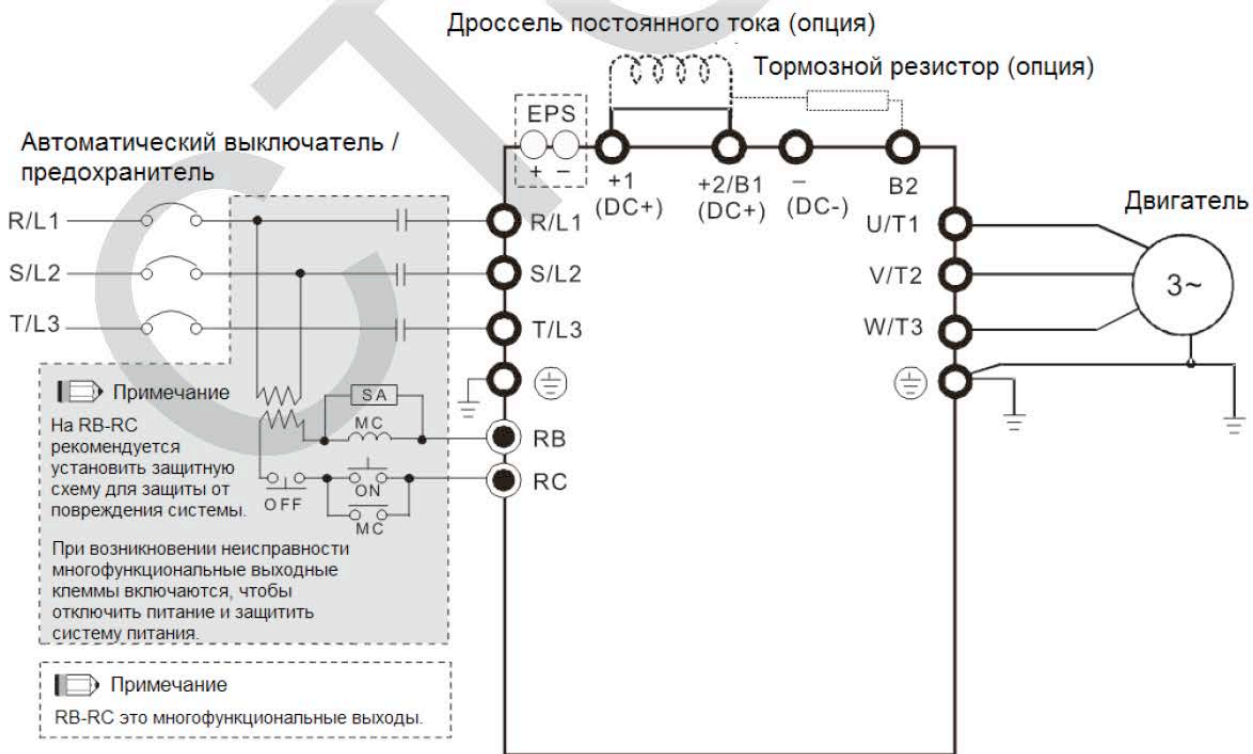 Дроссель постоянного тока (опция)
Тормозной резистор (опция)
EPS
+ –
Автоматический выключатель /
предохранитель
+1
(DC+)
+2/B1
(DC+)
–
(DC-)
B2
Двигатель
R/L1
R/L1
U/T1
S/L2
S/L2
V/T2
3~
T/L3
T/L3
W/T3
Примечание
На RB-RC
рекомендуется
установить защитную
схему для защиты от
повреждения системы.
SA
MC
RB
OFF
ON
MC
RC
При возникновении неисправности
многофункциональные выходные
клеммы включаются, чтобы
отключить питание и защитить
систему питания.
Примечание
RB-RC это многофункциональные выходы.